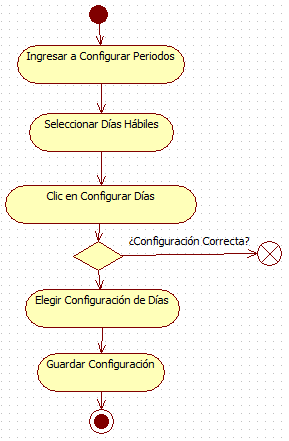 Ingresar a Configurar Periodos
Seleccionar Días Hábiles
Clic en Configurar Días
¿Configuración Correcta?
Elegir Configuración de Días
Guardar Configuración